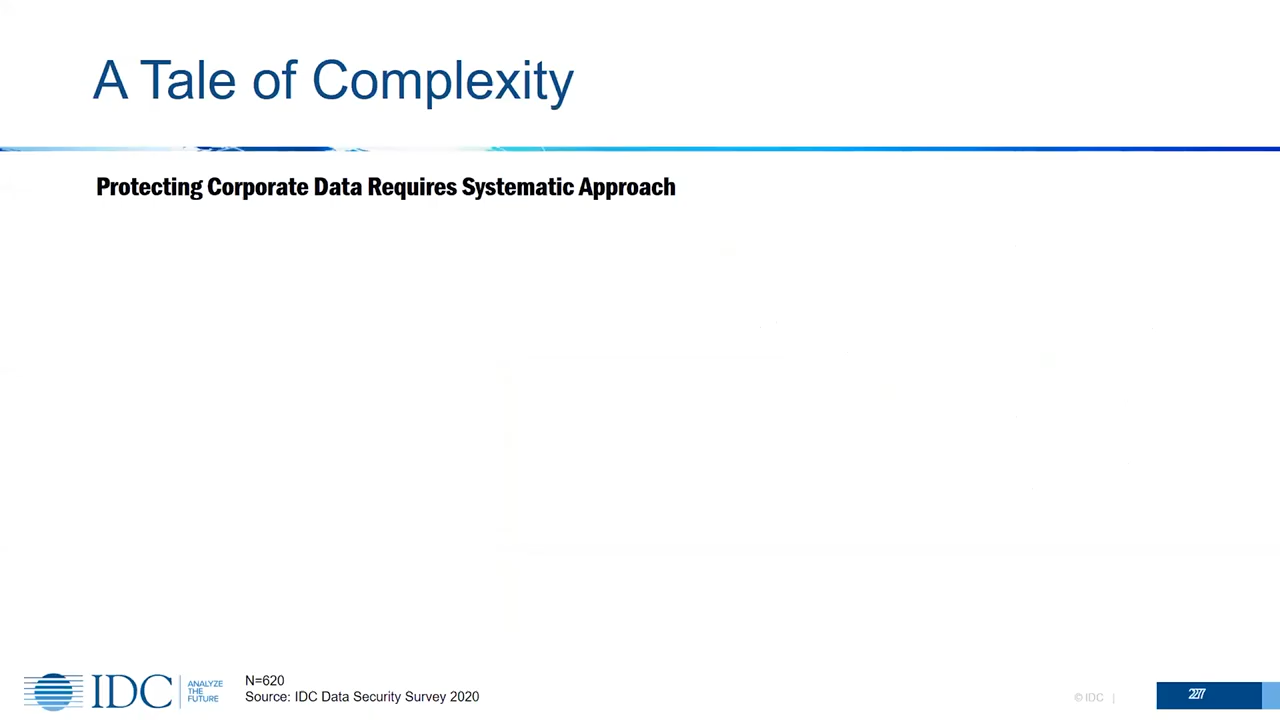 A Tale of Complexity
Protecting Corporate Data Requires Systematic Approach
IDC
ANALYZE
THE
FUTURE
N=620
Source: IDC Data Security Survey 2020
© IDC |